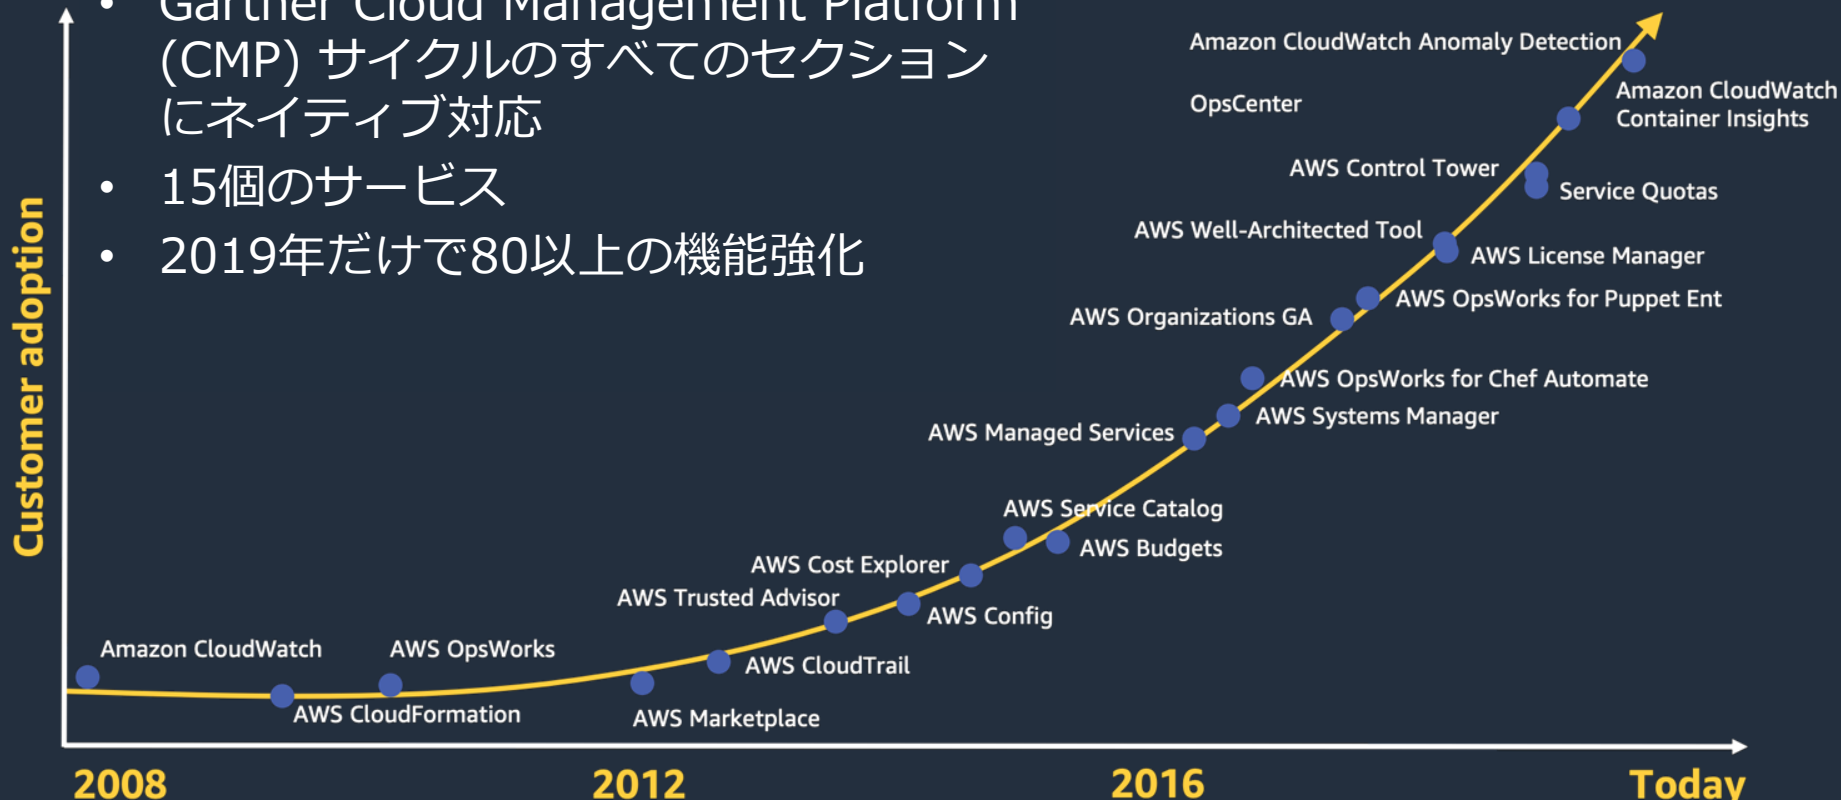 • Gartner Cloud Management Platform
(CMP) サイクルのすべてのセクション
にネイティブ対応
• 15個のサービス
• 2019年だけで80以上の機能強化
Customer adoption
Amazon CloudWatch Anomaly Detection
Amazon CloudWatch
Container Insights
OpsCenter
AWS Control Tower
Service Quotas
AWS Well-Architected Tool
AWS License Manager
AWS OpsWorks for Puppet Ent
AWS Organizations GA
AWS OpsWorks for Chef Automate
AWS Systems Manager
AWS Managed Services
AWS Service Catalog
AWS Budgets
AWS Cost Explorer
AWS Trusted Advisor
AWS Config
Amazon CloudWatch
AWS OpsWorks
AWS CloudTrail
AWS CloudFormation
AWS Marketplace
2008
2012
2016
Today